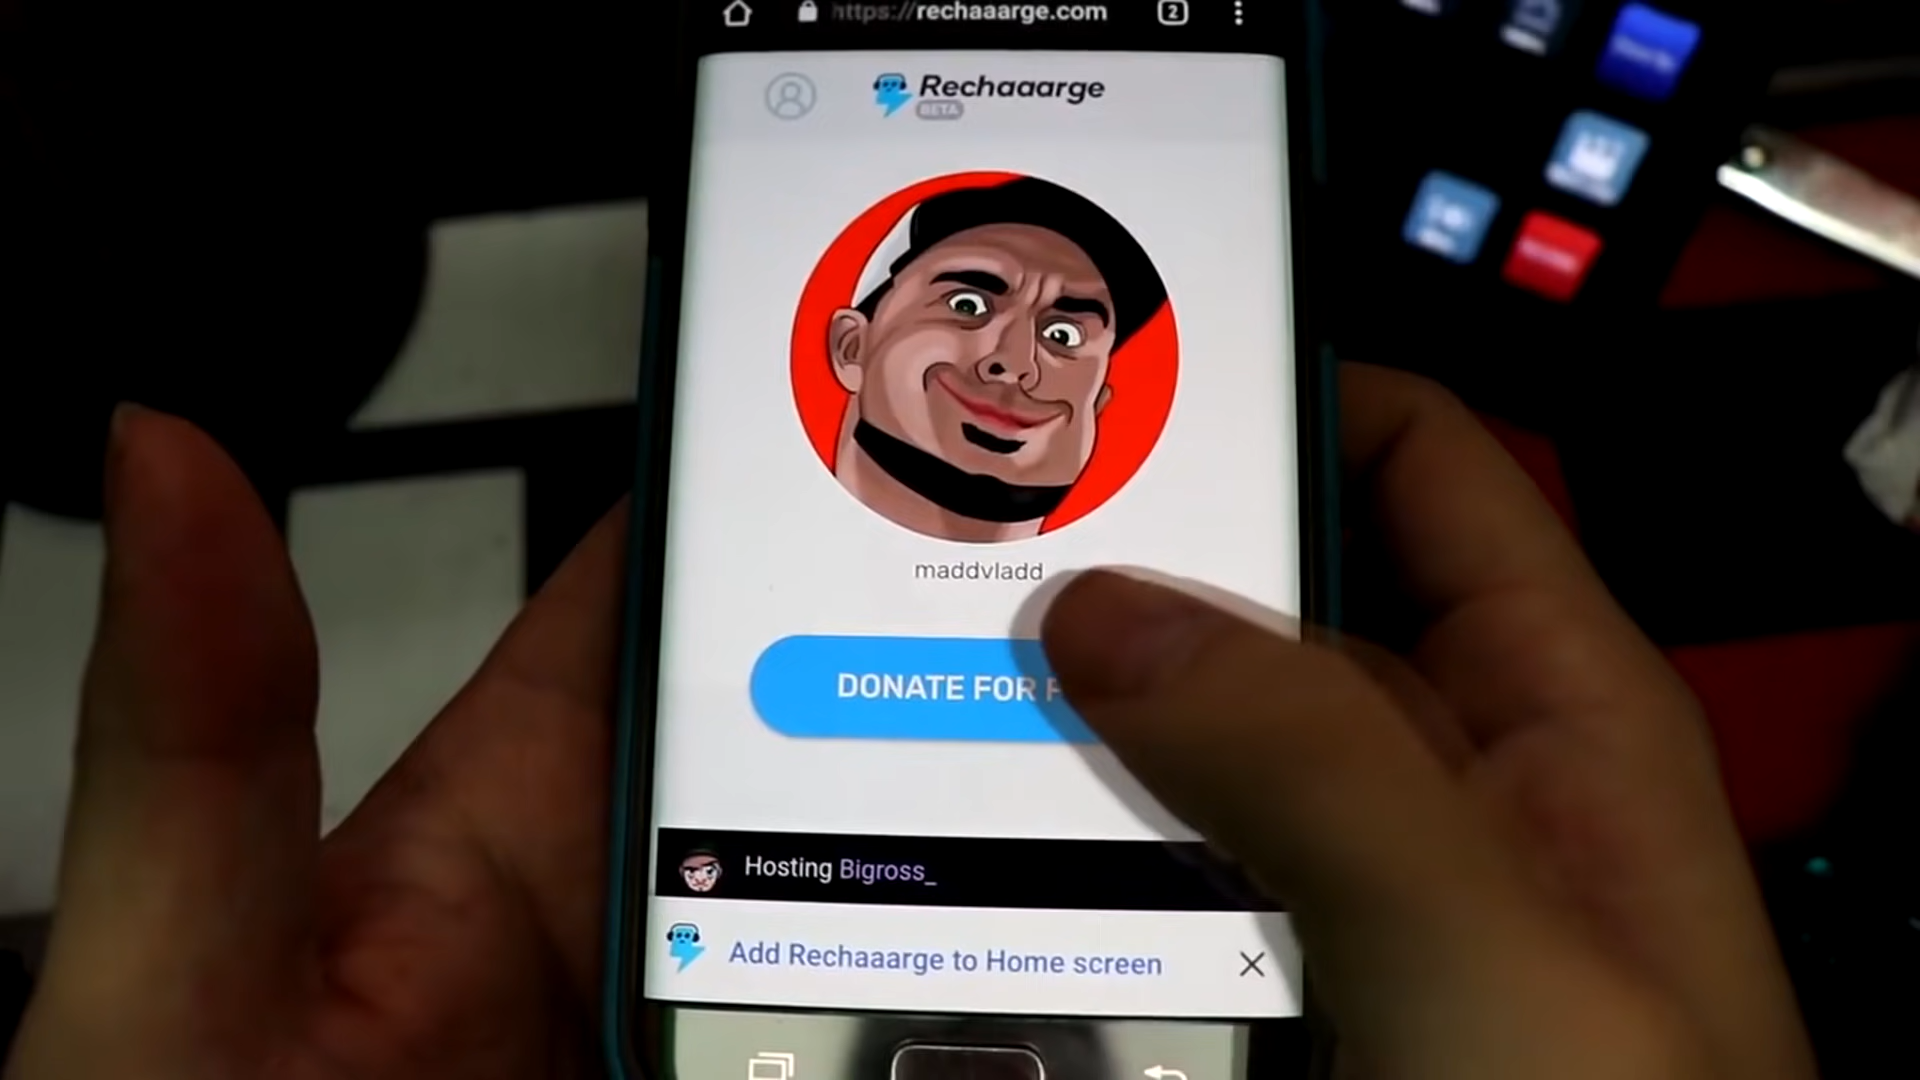 https://rechaaarge.com
2
Rechaaarge
BETA
maddvladd
DONATE FOR
Hosting Bigross_
Add Rechaaarge to Home screen